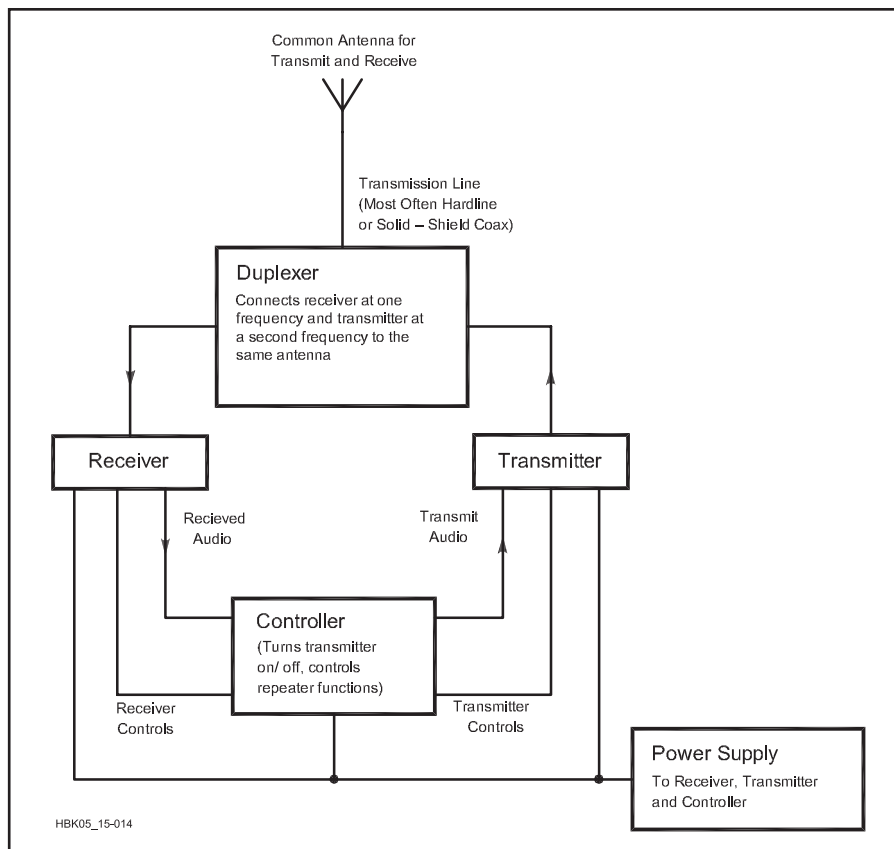 Common Antenna for
Transmit and Receive
Transmission Line
(Most Often Hardline
or Solid – Shield Coax)
Duplexer
Connects receiver at one
frequency and transmitter at
a second frequency to the
same antenna
Receiver
Transmitter
Recieved
Audio
Transmit
Audio
Controller
(Turns transmitter
on/ off, controls
repeater functions)
Receiver
Controls
Transmitter
Controls
Power Supply
To Receiver, Transmitter
and Controller
HBK05_15-014